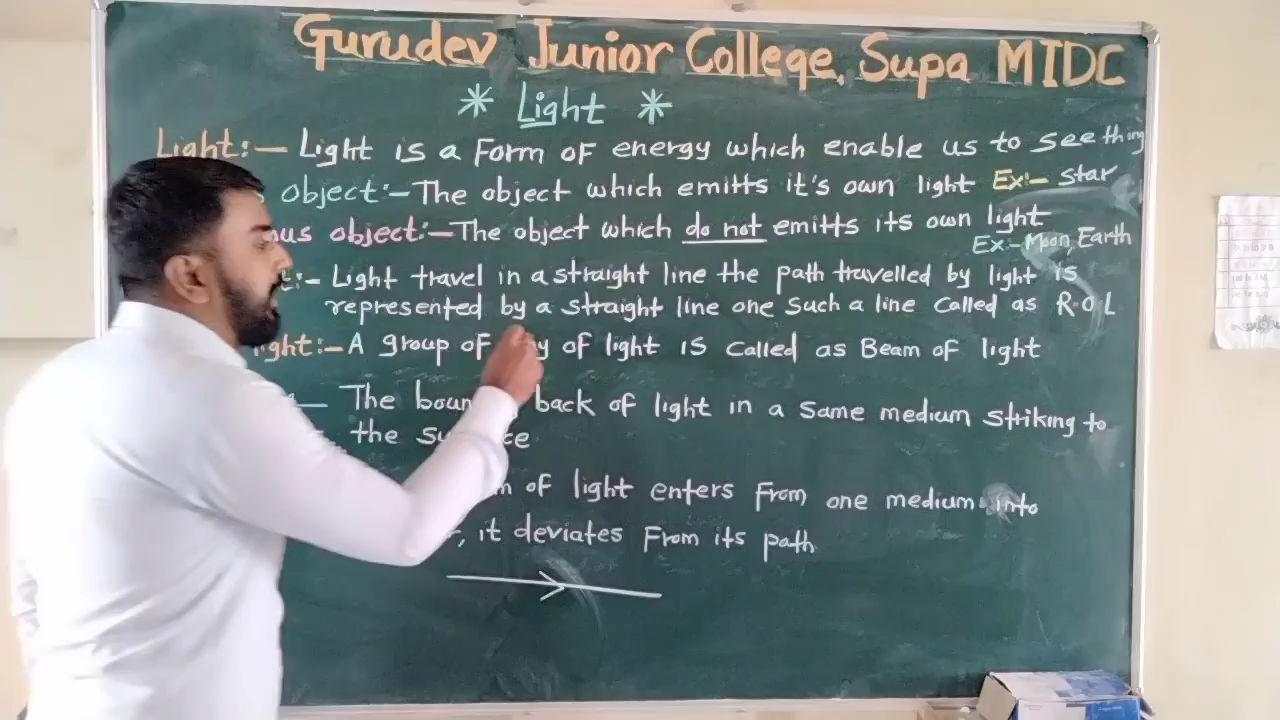 Gurudev Junior College, Supa MIDC
* Light *
Light:- Light is a Form of energy which enable us to see thing
object:- The object which emitts it's own light Ex:- star
ous object:- The object which do not emitts its own light
Ex:- Moon, Earth
:- Light travel in a straight line the path travelled by light is
represented by a straight line one such a line called as R.O.L
ight:- A group of of light is called as Beam of light
The back of light in a same medium striking to
the
of light enters From one medium into
, it deviates From its path